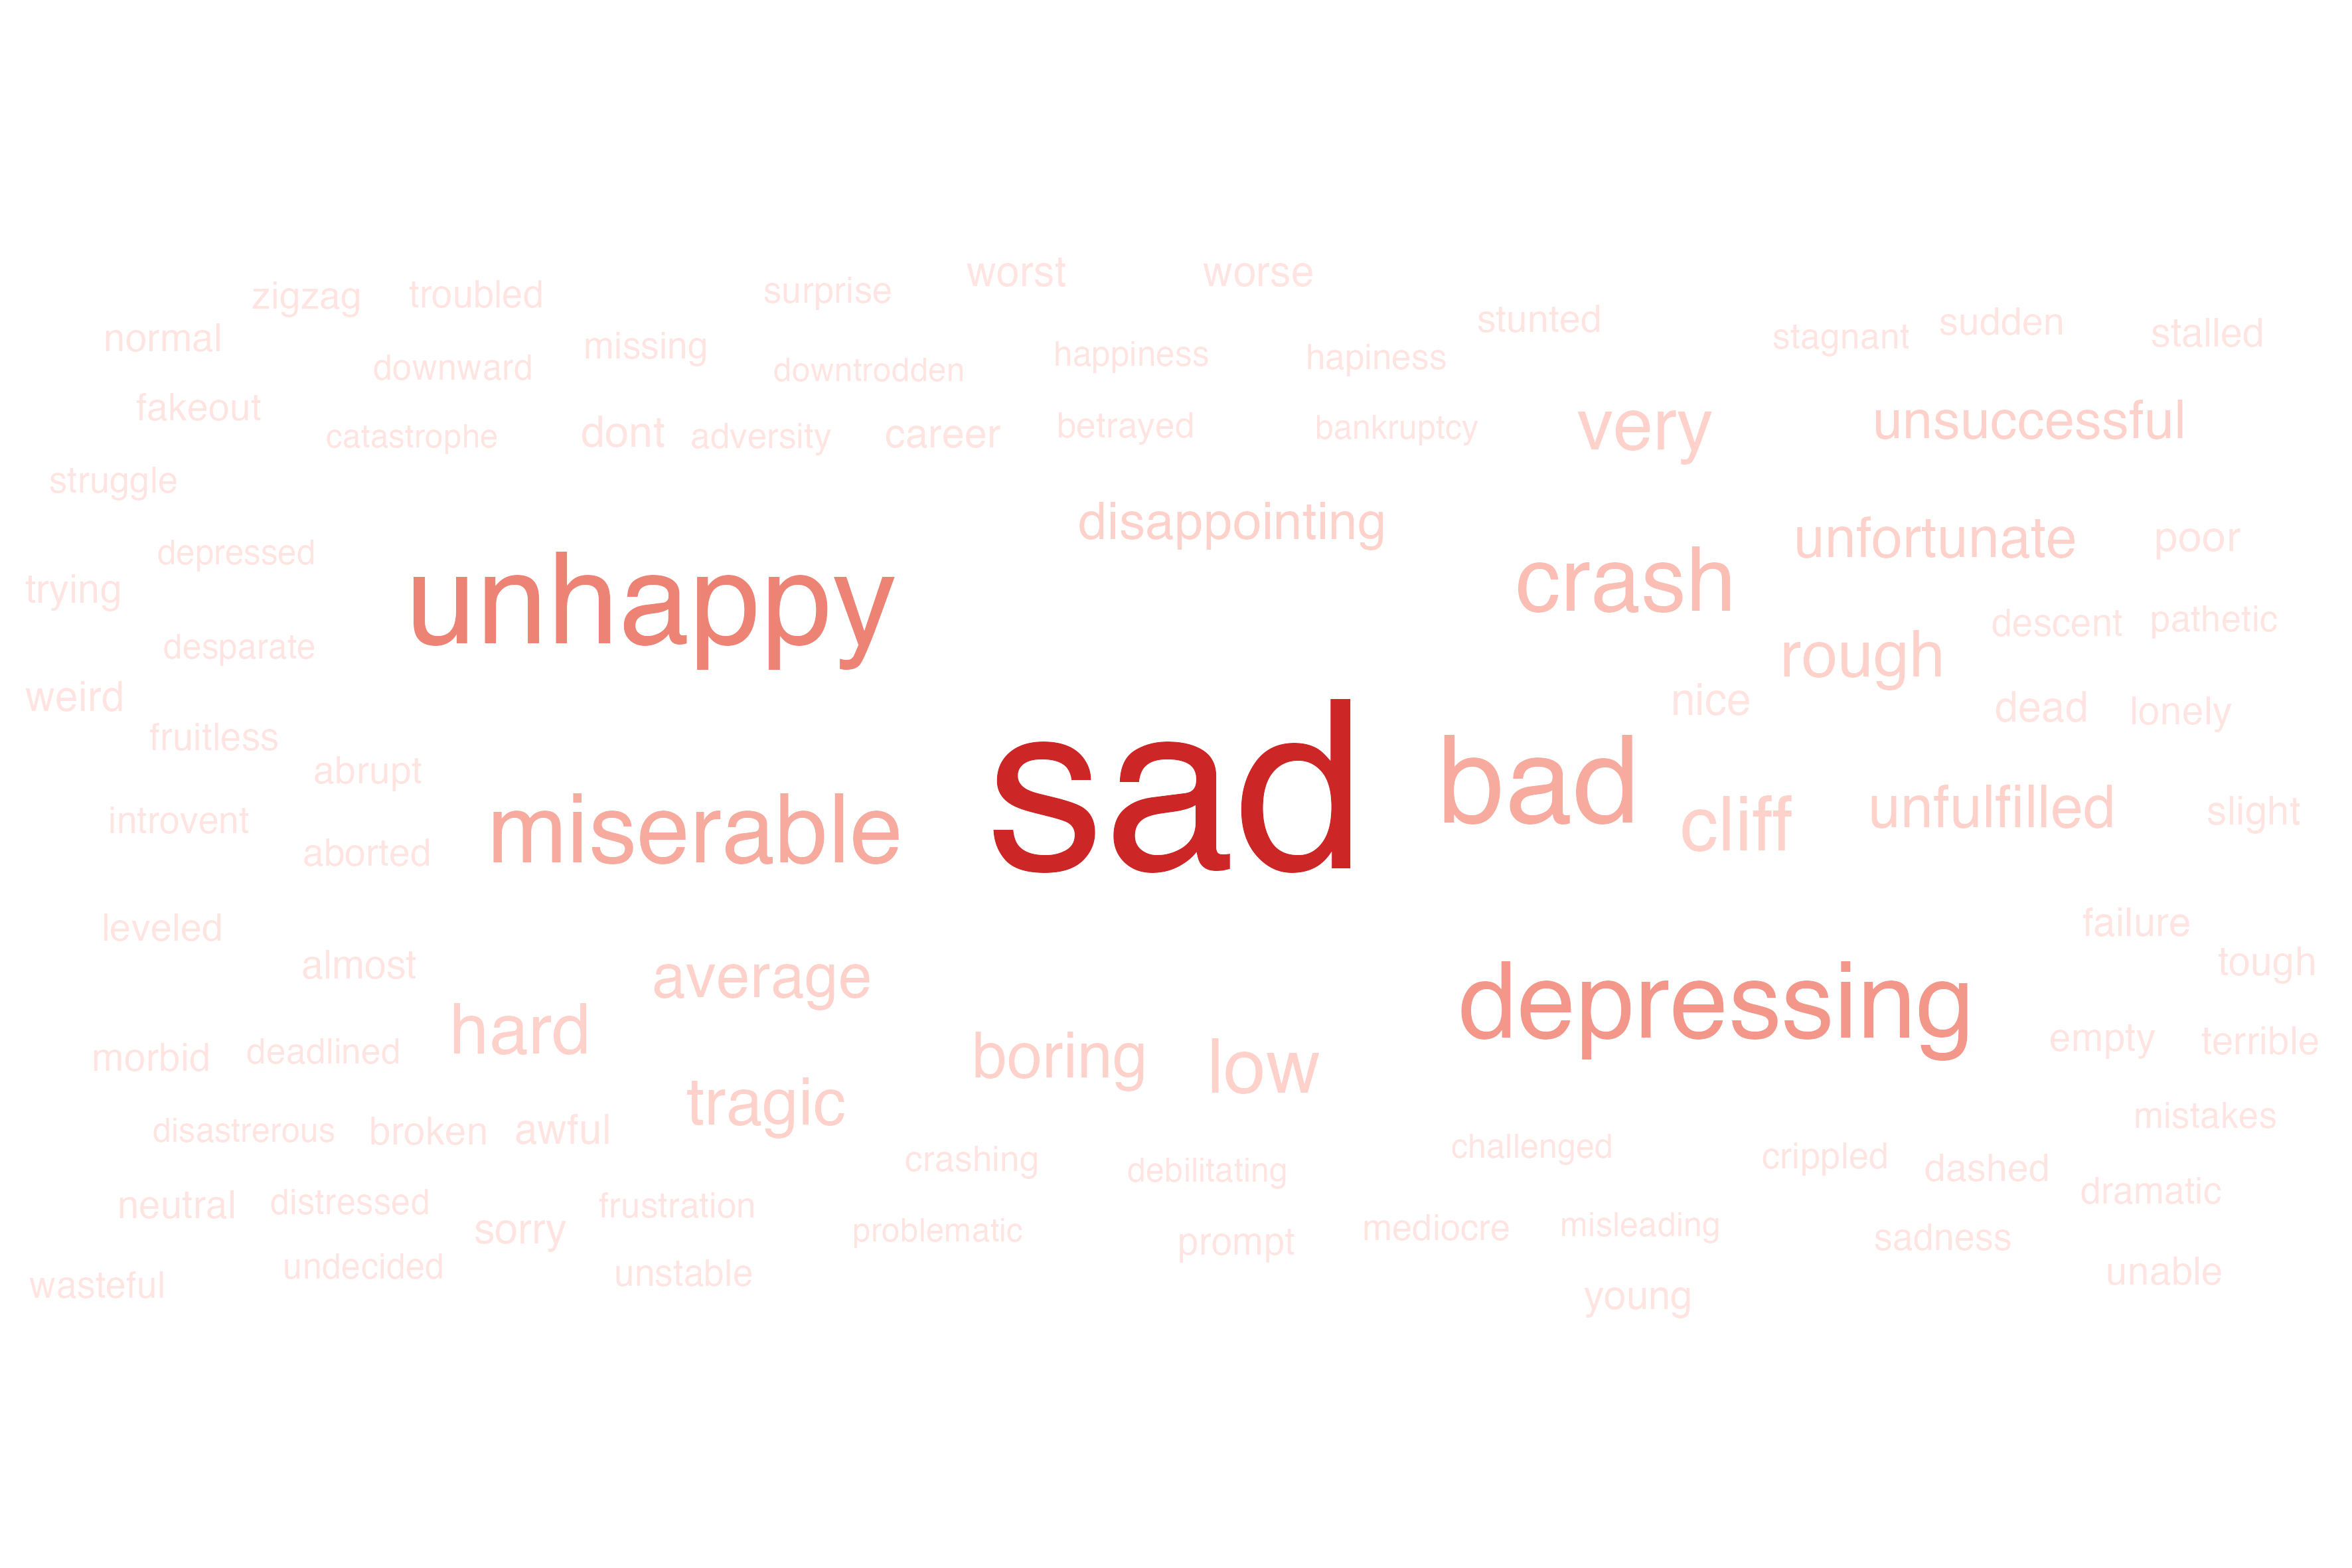 worst worse
zigzag troubled surprise
normal missing stunted stagnant sudden stalled
downward downtrodden happiness hapiness
fakeout catastrophe dont adversity career betrayed bankruptcy very unsuccessful
struggle disappointing unfortunate poor
depressed unhappy crash
trying descent pathetic
desparate rough
weird nice dead lonely
fruitless
abrupt sad bad
introvent miserable cliff unfulfilled slight
aborted
leveled failure
almost average depressing tough
hard
morbid deadlined boring low empty terrible
disastrerous broken awful tragic mistakes
crashing debilitating challenged crippled dashed
neutral distressed frustration dramatic
sorry problematic prompt mediocre misleading sadness
wasteful undecided unstable young unable